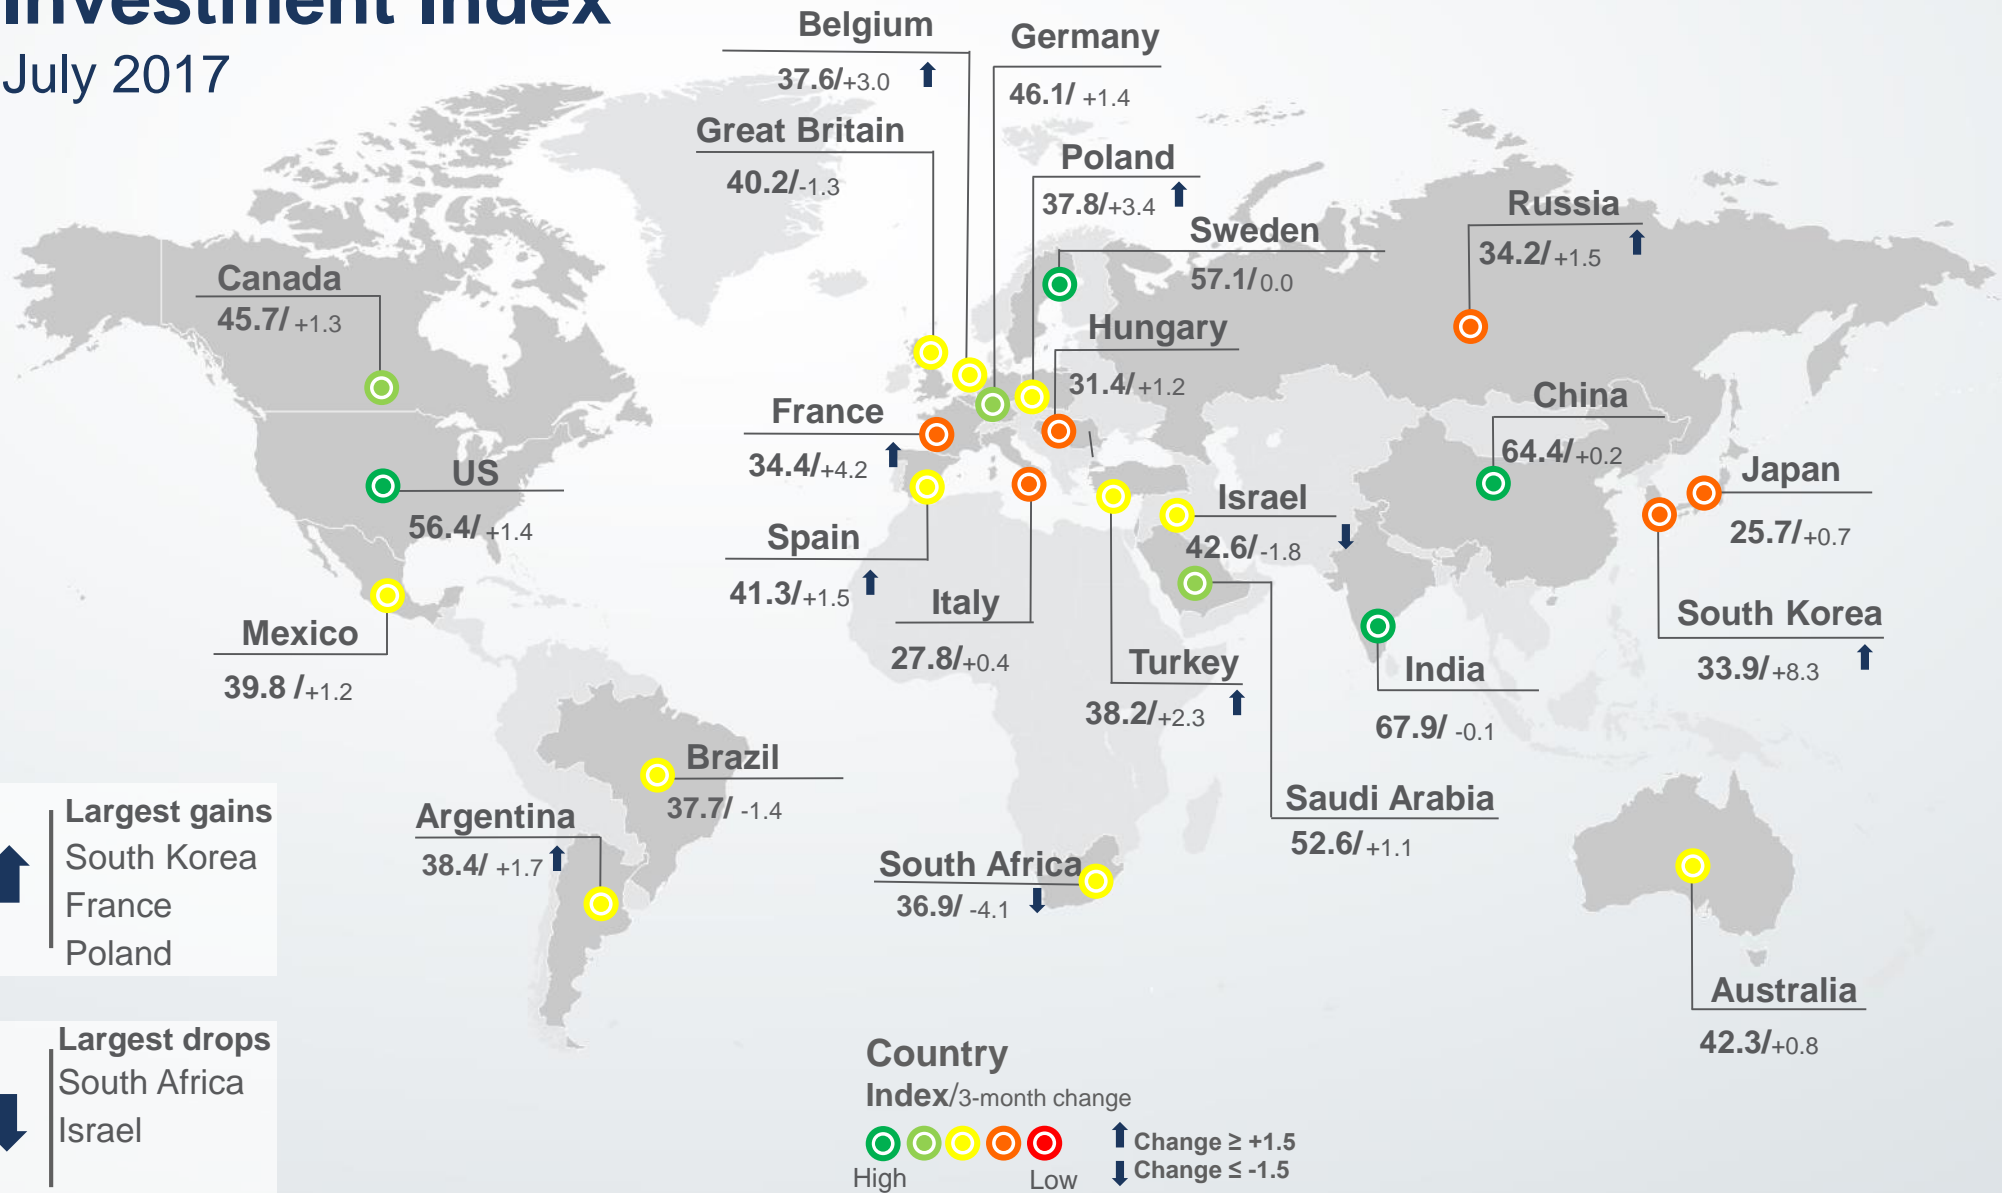 Investment Index
July 2017
Belgium
37.6/+3.0
Germany
46.1/ +1.4
Great Britain
40.2/-1.3
Poland
37.8/+3.4
Sweden
57.1/ 0.0
Russia
34.2/ +1.5
Canada
45.7/ +1.3
Hungary
31.4/+1.2
France
34.4/+4.2
China
64.4/+0.2
US
56.4/ +1.4
Japan
25.7/+0.7
Israel
42.6/-1.8
Spain
41.3/+1.5
Italy
27.8/+0.4
Mexico
39.8 /+1.2
Turkey
38.2/+2.3
India
67.9/ -0.1
South Korea
33.9/+8.3
Brazil
37.7/ -1.4
Argentina
38.4/ +1.7
Saudi Arabia
52.6/+1.1
South Africa
36.9/ -4.1
Australia
42.3/+0.8
Largest gains
South Korea
France
Poland
Largest drops
South Africa
Israel
Country
Index/3-month change
High
Low
Change ≥ +1.5
Change ≤ -1.5